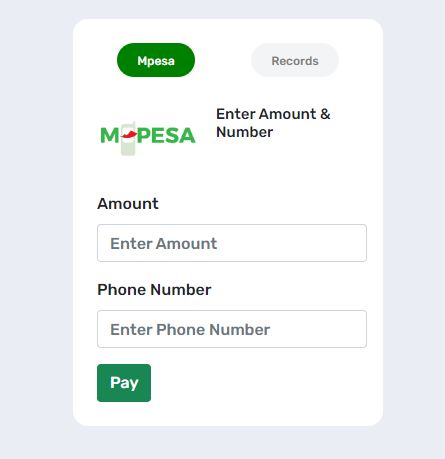 Mpesa
Records
M-PESA
Enter Amount &
Number
Amount
Enter Amount
Phone Number
Enter Phone Number
Pay